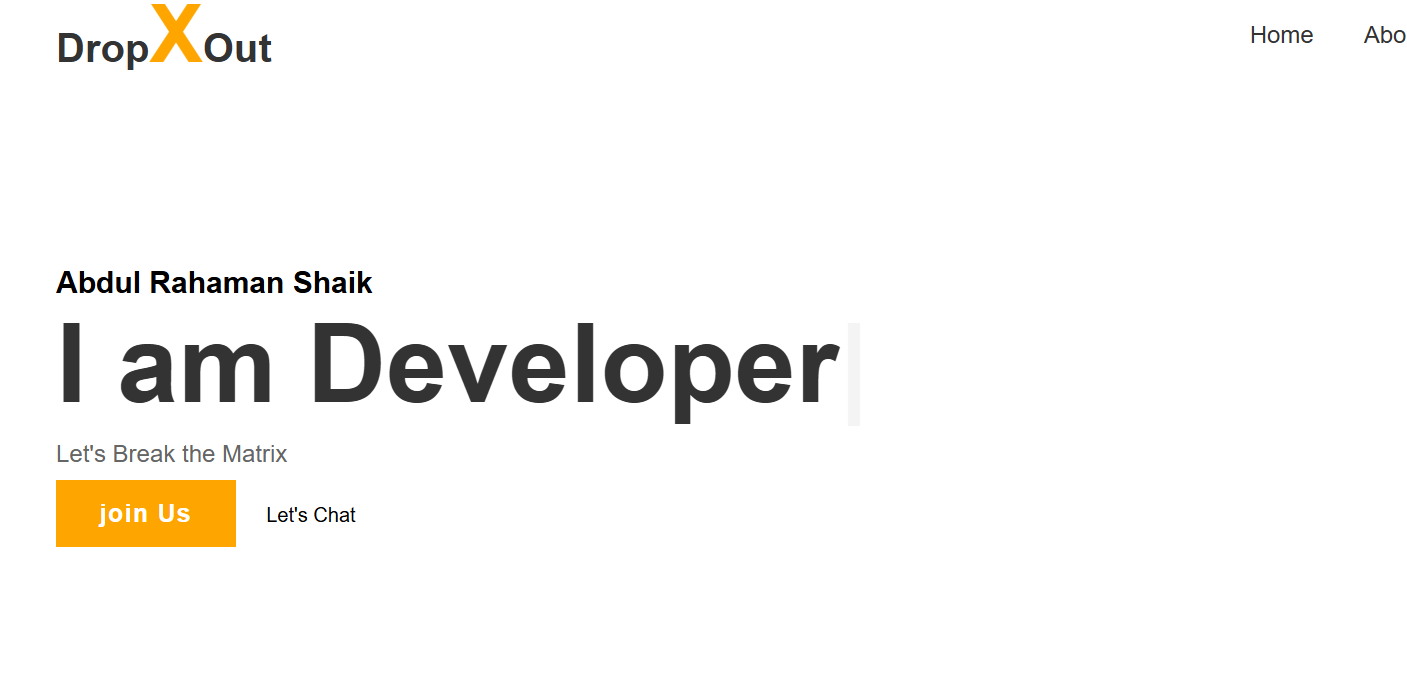 DropXOut
Home Abo
Abdul Rahaman Shaik
I am Developer
Let's Break the Matrix
join Us
Let's Chat